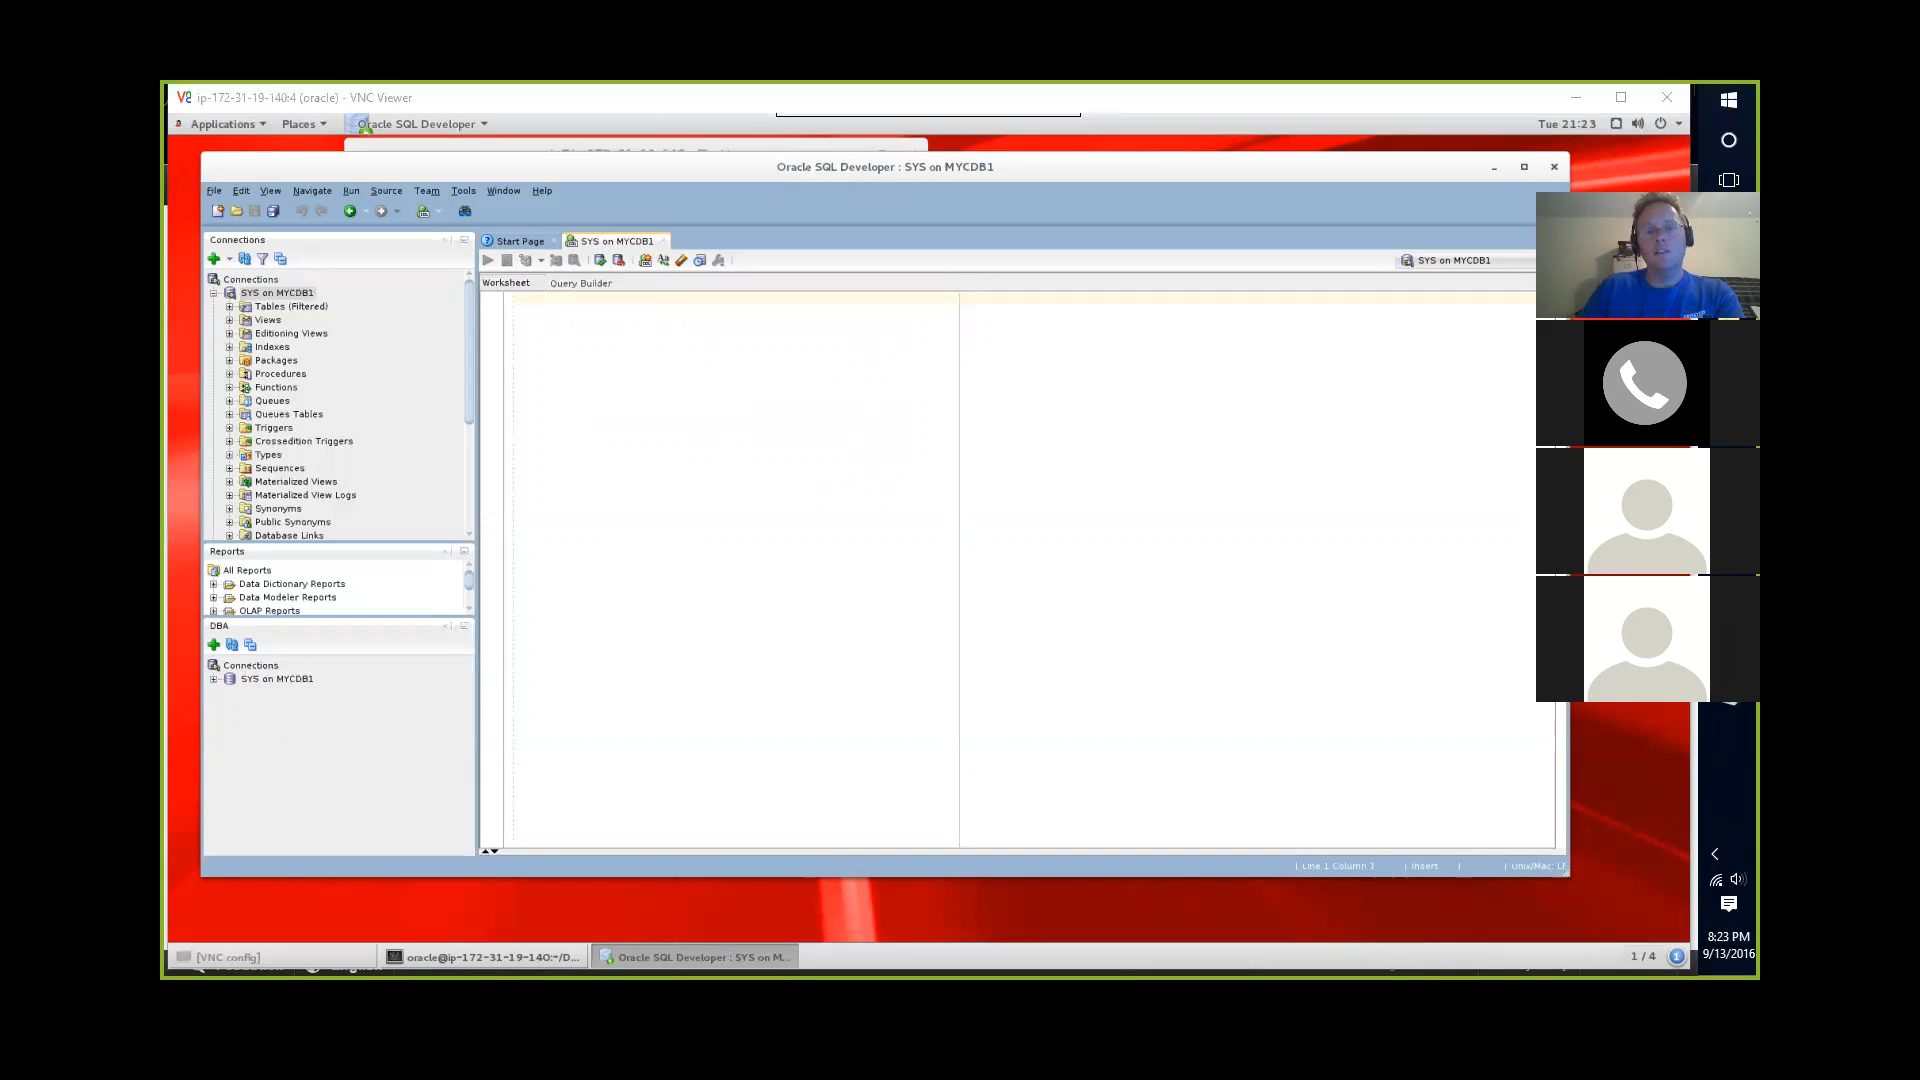 V2 ip-172-31-19-140:4 (oracle) - VNC Viewer
Applications Places Oracle SQL Developer Tue 21:23
Oracle SQL Developer : SYS on MYCDB1
File Edit View Navigate Run Source Team Tools Window Help
Connections
Start Page SYS on MYCDB1
SYS on MYCDB1
Worksheet Query Builder
Connections
SYS on MYCDB1
Tables (Filtered)
Views
Editioning Views
Indexes
Packages
Procedures
Functions
Queues
Queues Tables
Triggers
Crossedition Triggers
Types
Sequences
Materialized Views
Materialized View Logs
Synonyms
Public Synonyms
Database Links
Reports
All Reports
Data Dictionary Reports
Data Modeler Reports
OLAP Reports
DBA
Connections
SYS on MYCDB1
Line 1 Column 1 Insert Unix/Mac: LF
[VNC config] oracle@ip-172-31-19-140:~/D... Oracle SQL Developer : SYS on M... 1 / 4 1
8:23 PM
9/13/2016